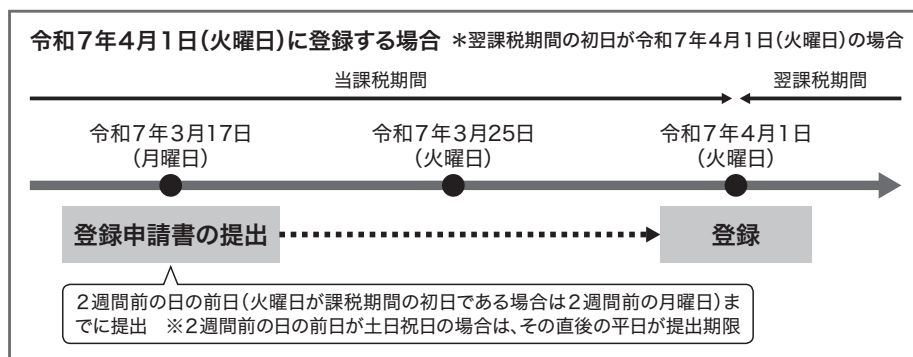 令和7年4月1日(火曜日)に登録する場合 *翌課税期間の初日が令和7年4月1日(火曜日)の場合
当課税期間 翌課税期間
令和7年3月17日 令和7年3月25日 令和7年4月1日
(月曜日) (火曜日) (火曜日)
登録申請書の提出 登録
2週間前の日の前日(火曜日が課税期間の初日である場合は2週間前の月曜日)ま
でに提出 ※2週間前の日の前日が土日祝日の場合は、その直後の平日が提出期限